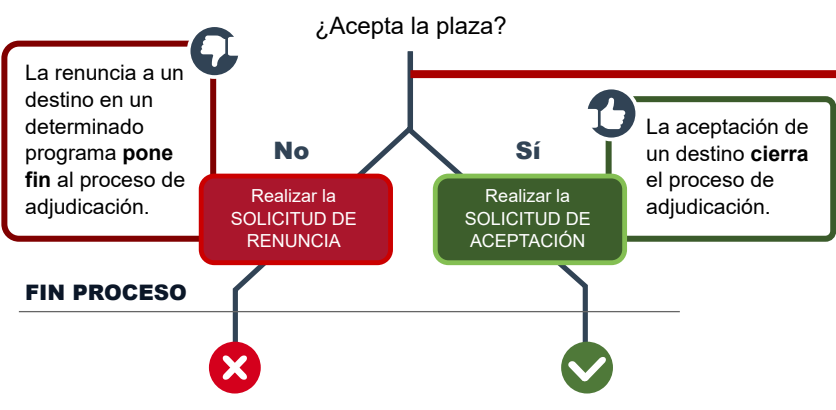 ¿Acepta la plaza?
La renuncia a un
destino en un
determinado
programa pone
fin al proceso de
adjudicación.
No
Sí
La aceptación de
un destino cierra
el proceso de
adjudicación.
Realizar la
SOLICITUD DE
RENUNCIA
Realizar la
SOLICITUD DE
ACEPTACIÓN
FIN PROCESO